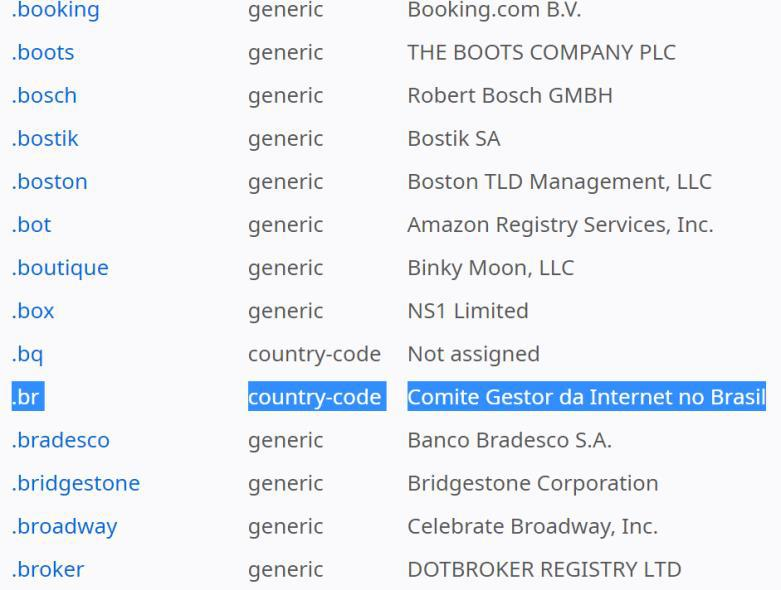 .booking generic Booking.com B.V.
.boots generic THE BOOTS COMPANY PLC
.bosch generic Robert Bosch GMBH
.bostik generic Bostik SA
.boston generic Boston TLD Management, LLC
.bot generic Amazon Registry Services, Inc.
.boutique generic Binky Moon, LLC
.box generic NS1 Limited
.bq country-code Not assigned
.br country-code Comite Gestor da Internet no Brasil
.bradesco generic Banco Bradesco S.A.
.bridgestone generic Bridgestone Corporation
.broadway generic Celebrate Broadway, Inc.
.broker generic DOTBROKER REGISTRY LTD